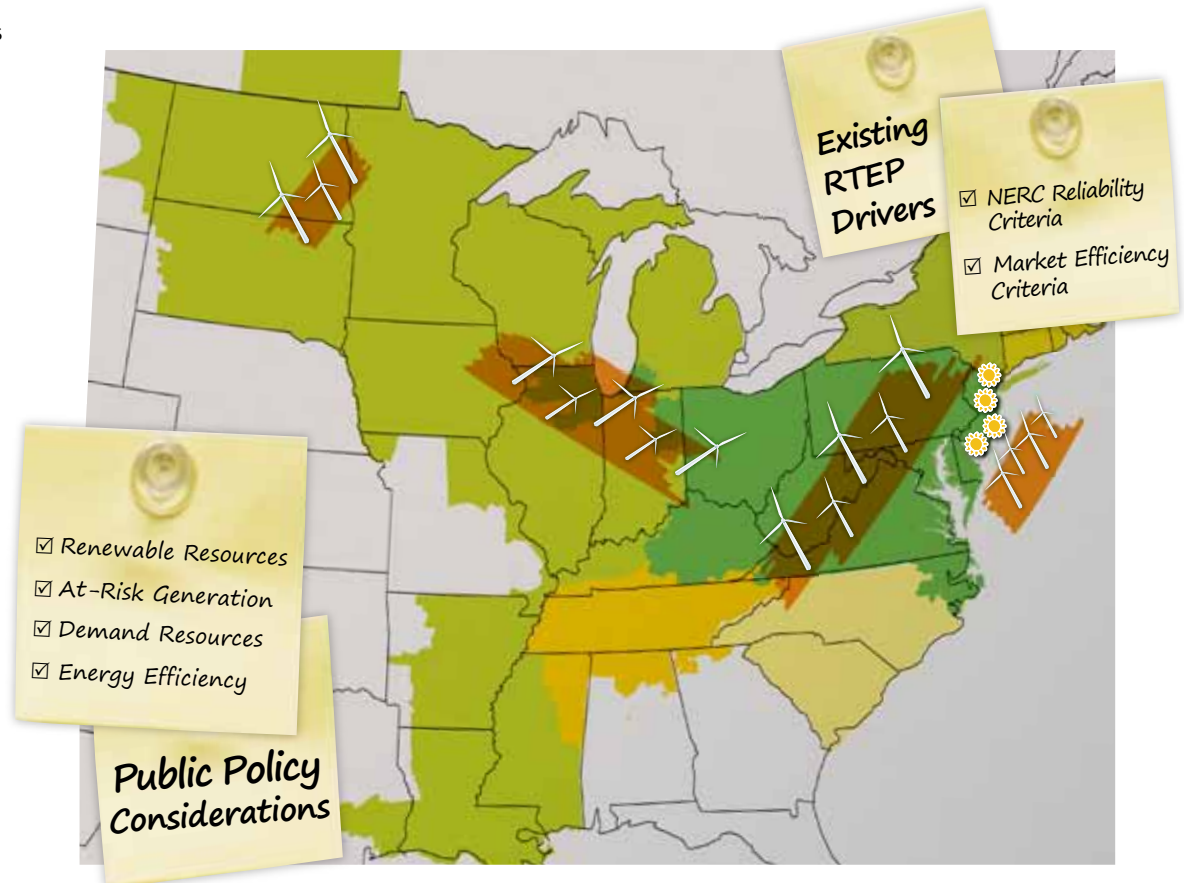 s
Existing
RTEP
Drivers
☑ NERC Reliability
Criteria
☑ Market Efficiency
Criteria
☑ Renewable Resources
☑ At-Risk Generation
☑ Demand Resources
☑ Energy Efficiency
Public Policy
Considerations